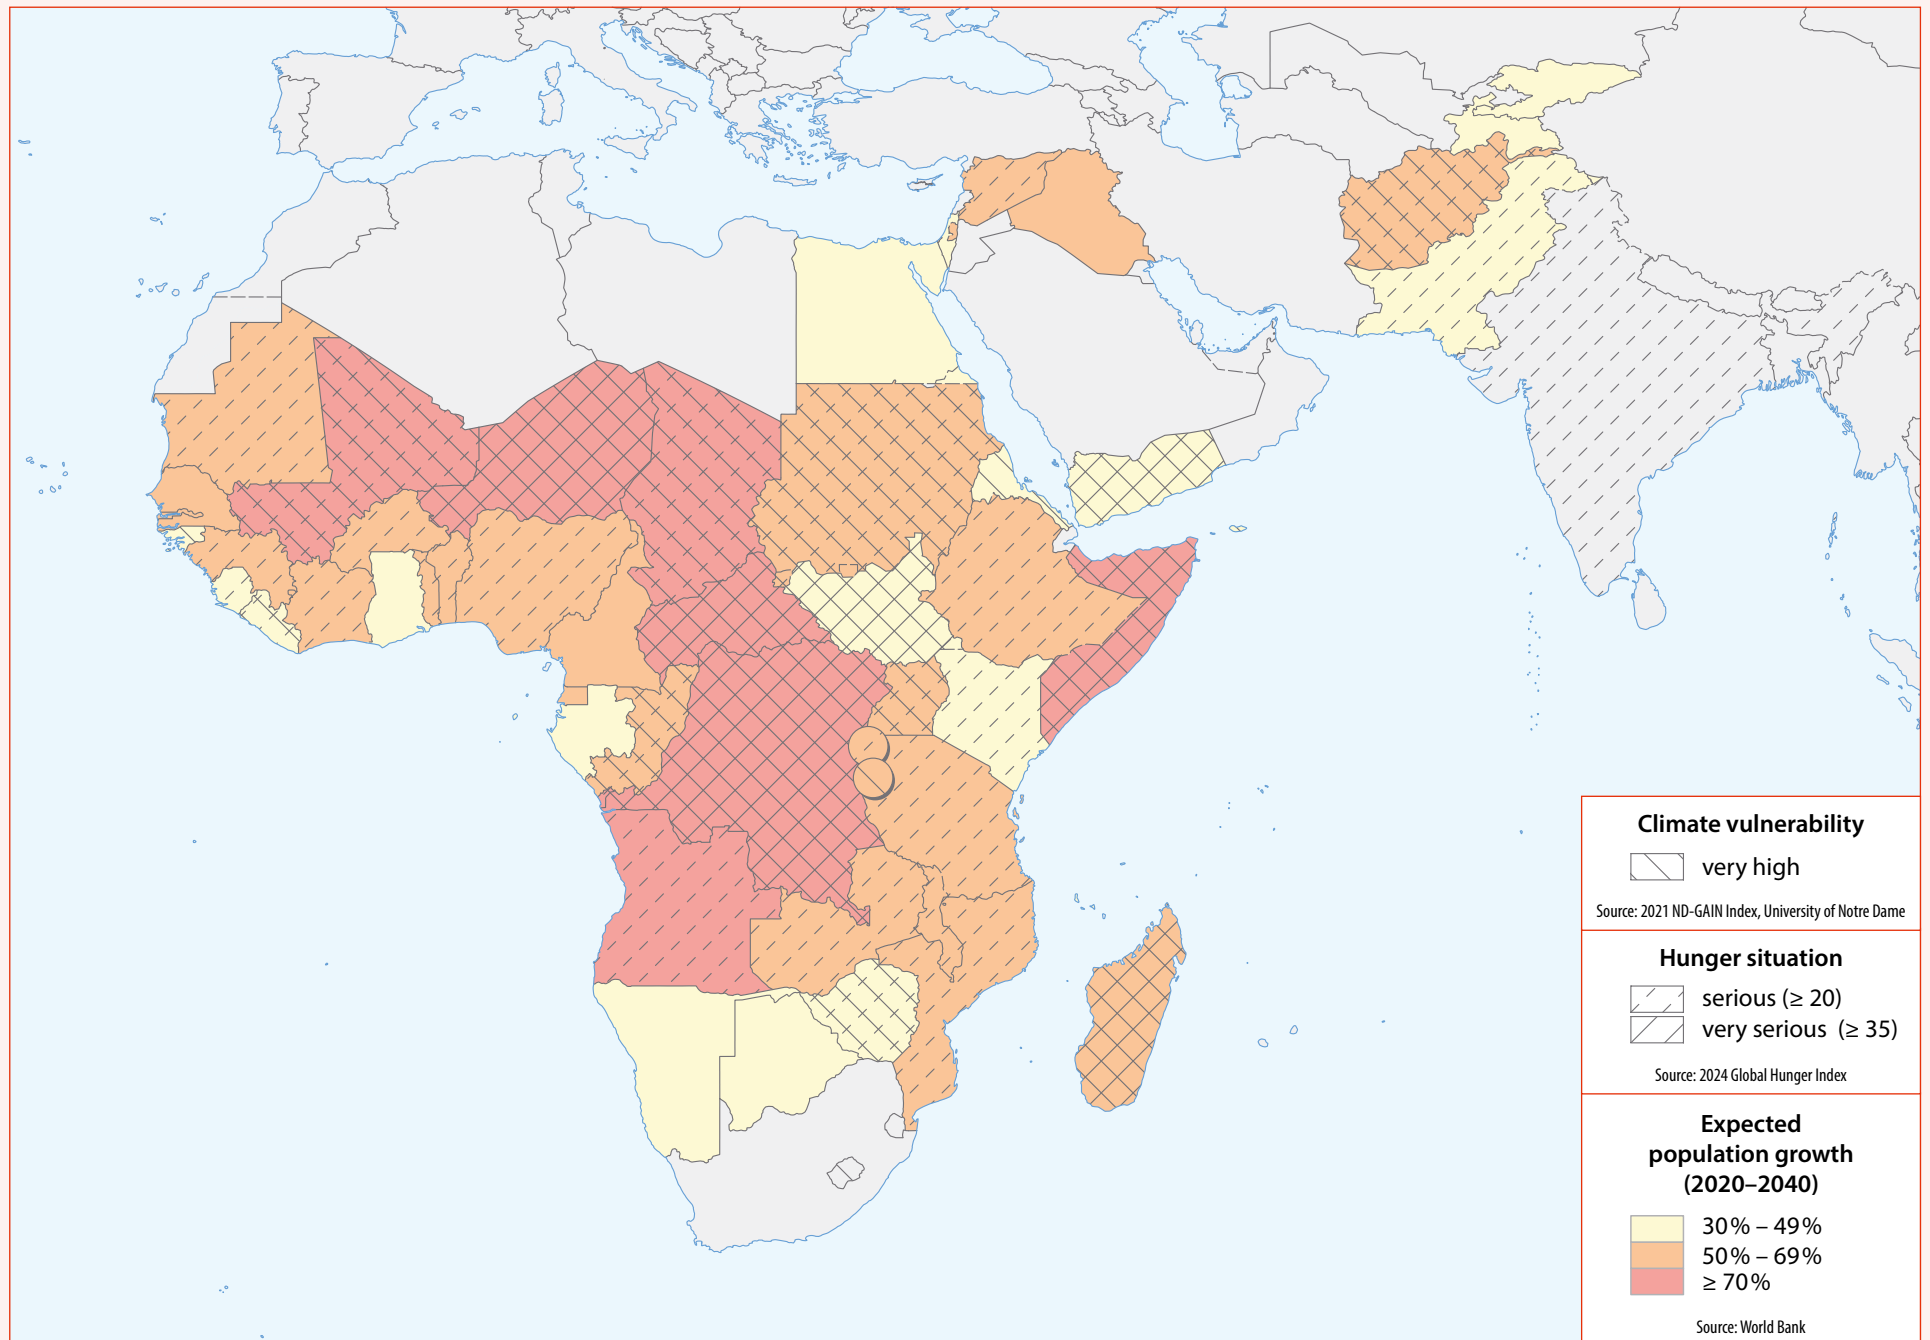 Climate vulnerability
very high
Source: 2021 ND-GAIN Index, University of Notre Dame
Hunger situation
serious (≥ 20)
very serious (≥ 35)
Source: 2024 Global Hunger Index
Expected
population growth
(2020–2040)
30 % – 49 %
50 % – 69 %
≥ 70 %
Source: World Bank